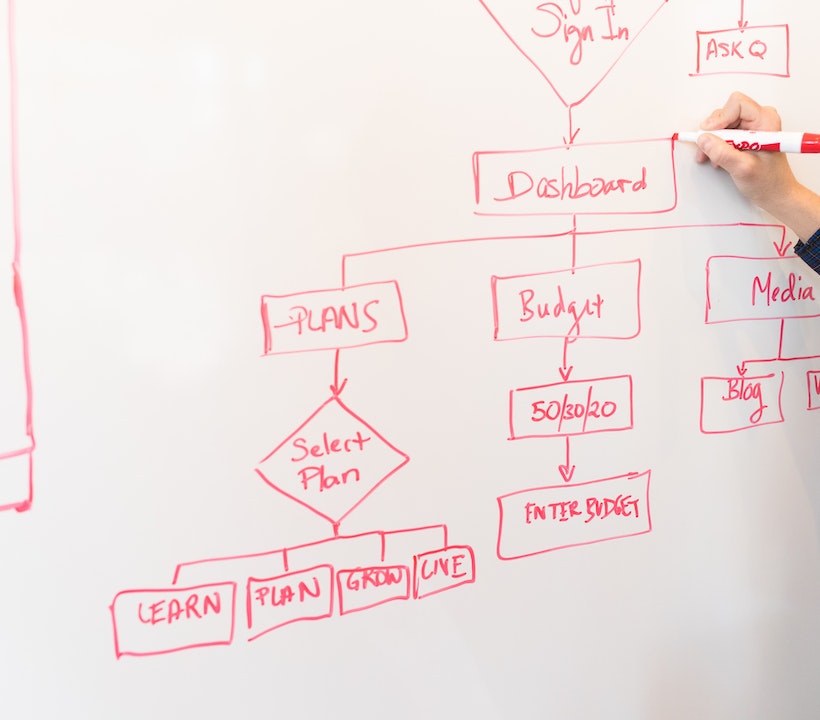 Sign In
ASK Q
EXPO
Dashboard
PLANS
Budget
Media
50/30/20
Blog
Select
Plan
ENTER BUDGET
LEARN
PLAN
GROW
LIVE